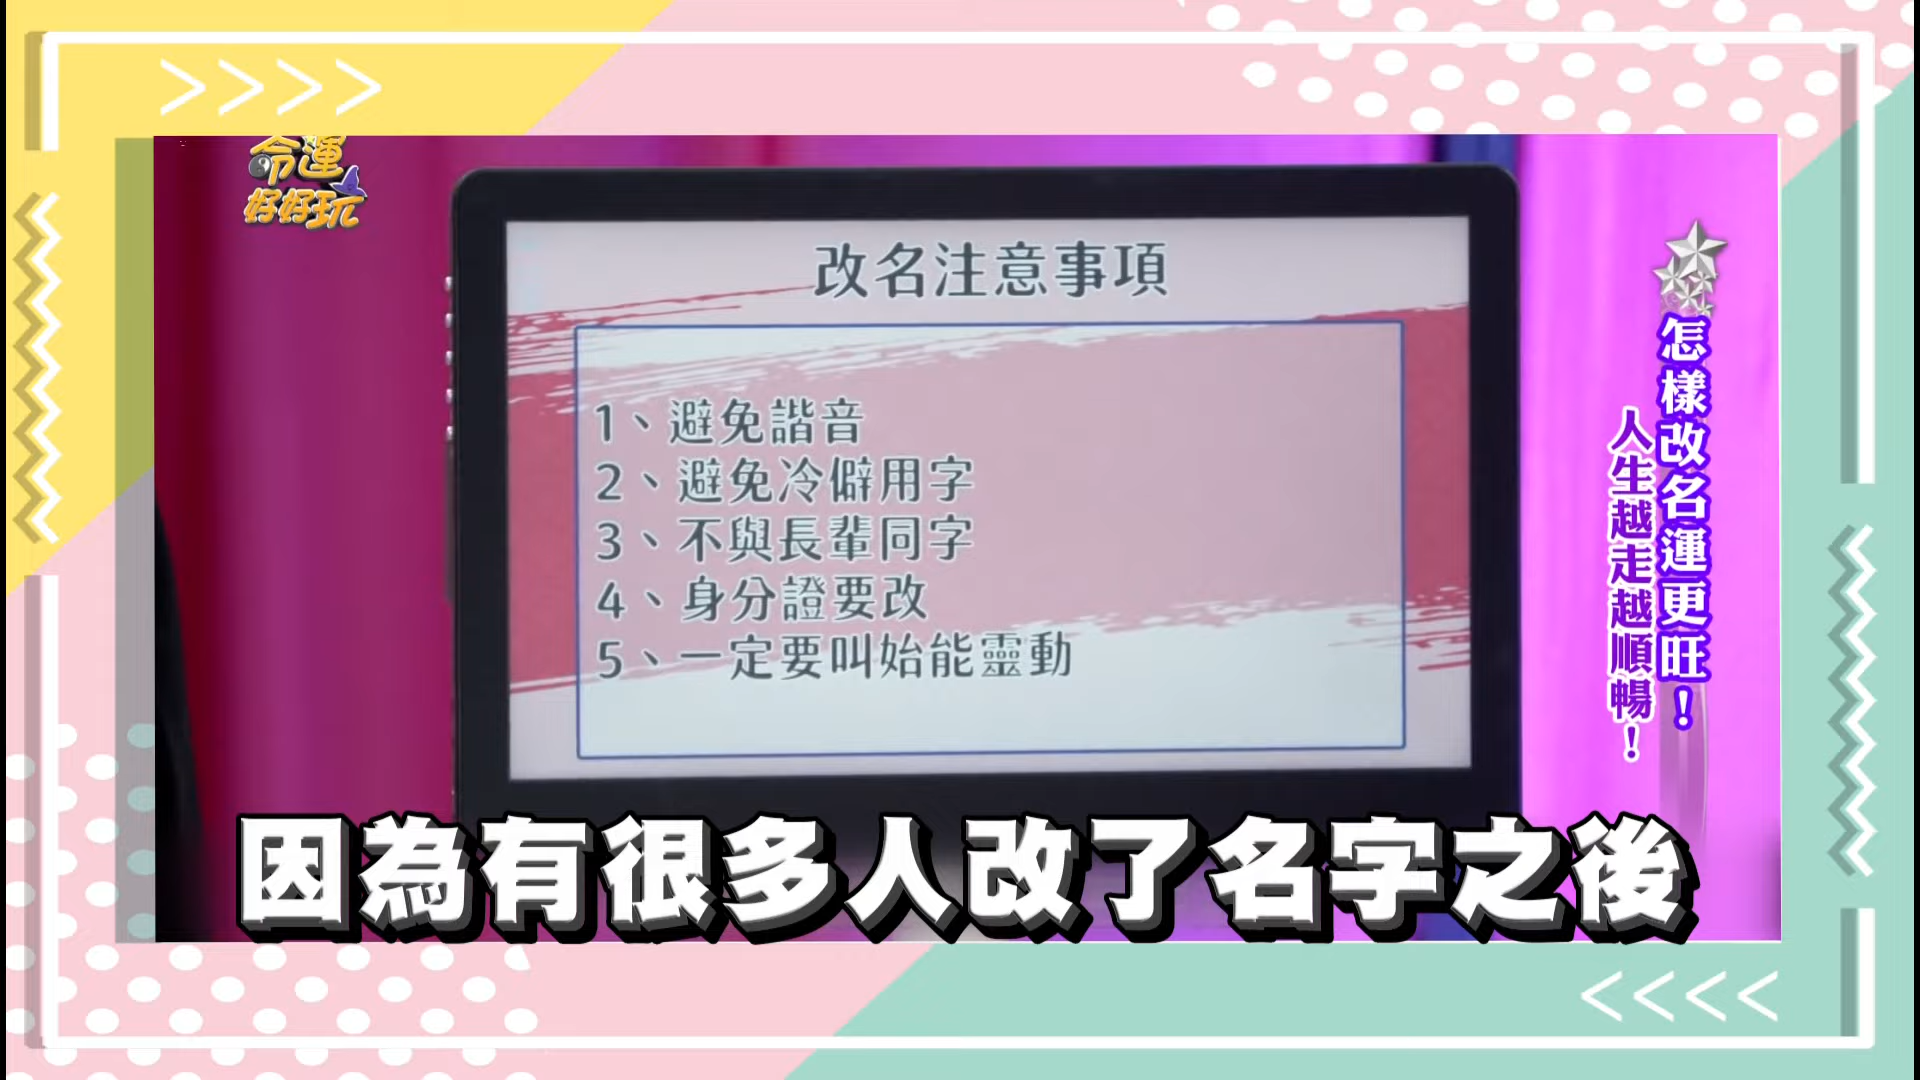 命運
好好玩
改名注意事項
1、避免諧音
2、避免冷僻用字
3、不與長輩同字
4、身分證要改
5、一定要叫始能靈動
怎樣改名運更旺！
人生越走越順暢！
因為有很多人改了名字之後